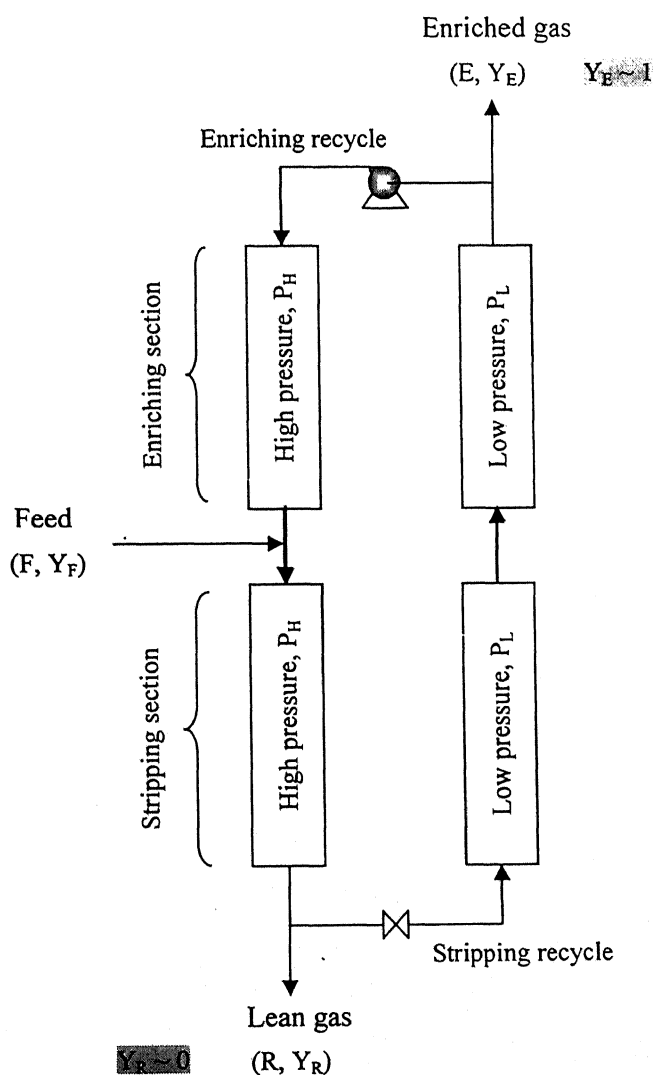 Enriched gas
(E, Y_E) Y_E ~ 1
Enriching recycle
Enriching section
High pressure, P_H
Low pressure, P_L
Feed
(F, Y_F)
Stripping section
High pressure, P_H
Low pressure, P_L
Stripping recycle
Lean gas
Y_R ~ 0 (R, Y_R)